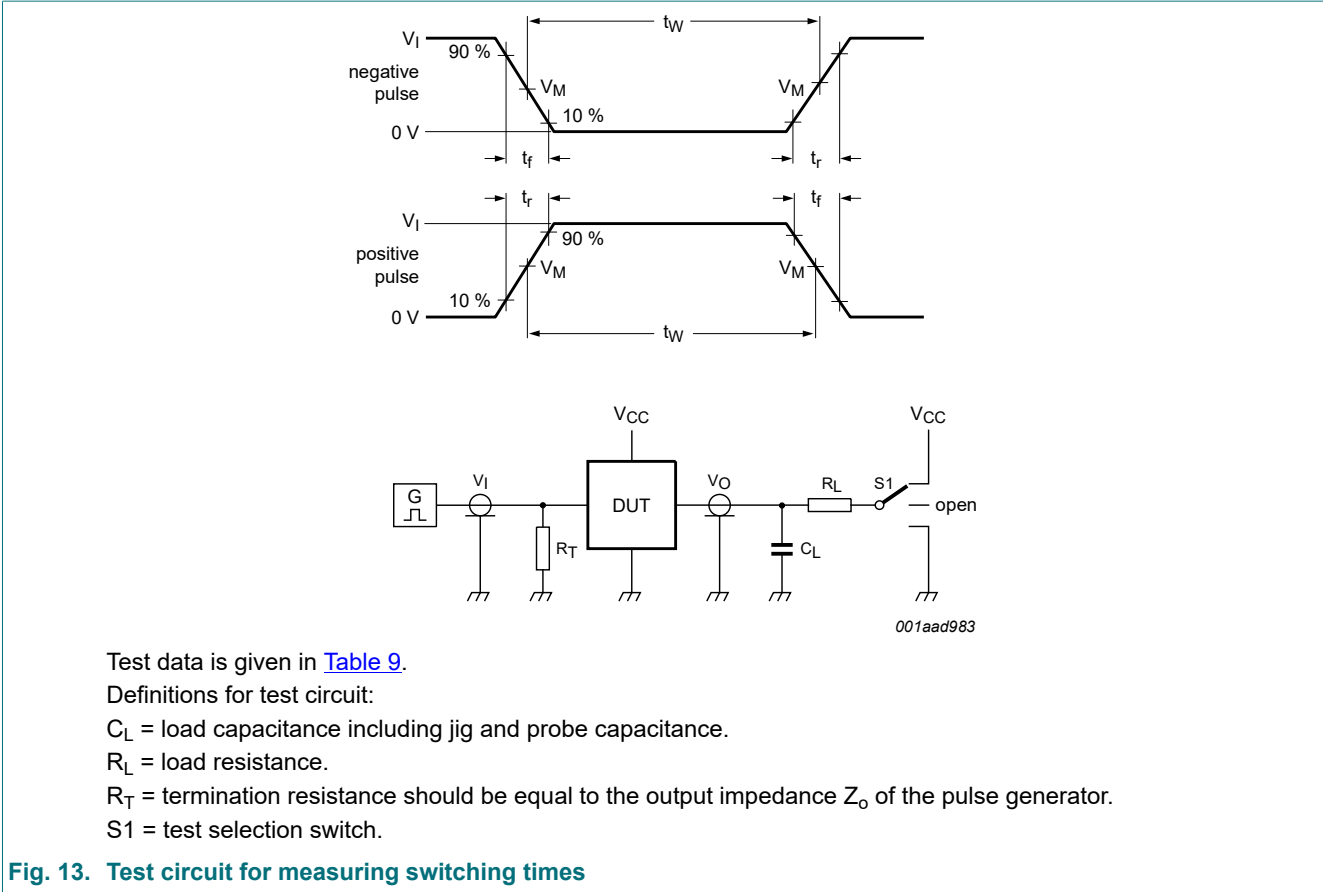 tW
VI
90 %
negative
pulse
VM
VM
10 %
0 V
tf
tr
tr
tf
VI
90 %
positive
pulse
VM
VM
10 %
0 V
tW
VCC
VCC
G
VI
DUT
VO
RL
S1
open
RT
CL
001aad983
Test data is given in Table 9.
Definitions for test circuit:
CL = load capacitance including jig and probe capacitance.
RL = load resistance.
RT = termination resistance should be equal to the output impedance Zo of the pulse generator.
S1 = test selection switch.
Fig. 13. Test circuit for measuring switching times